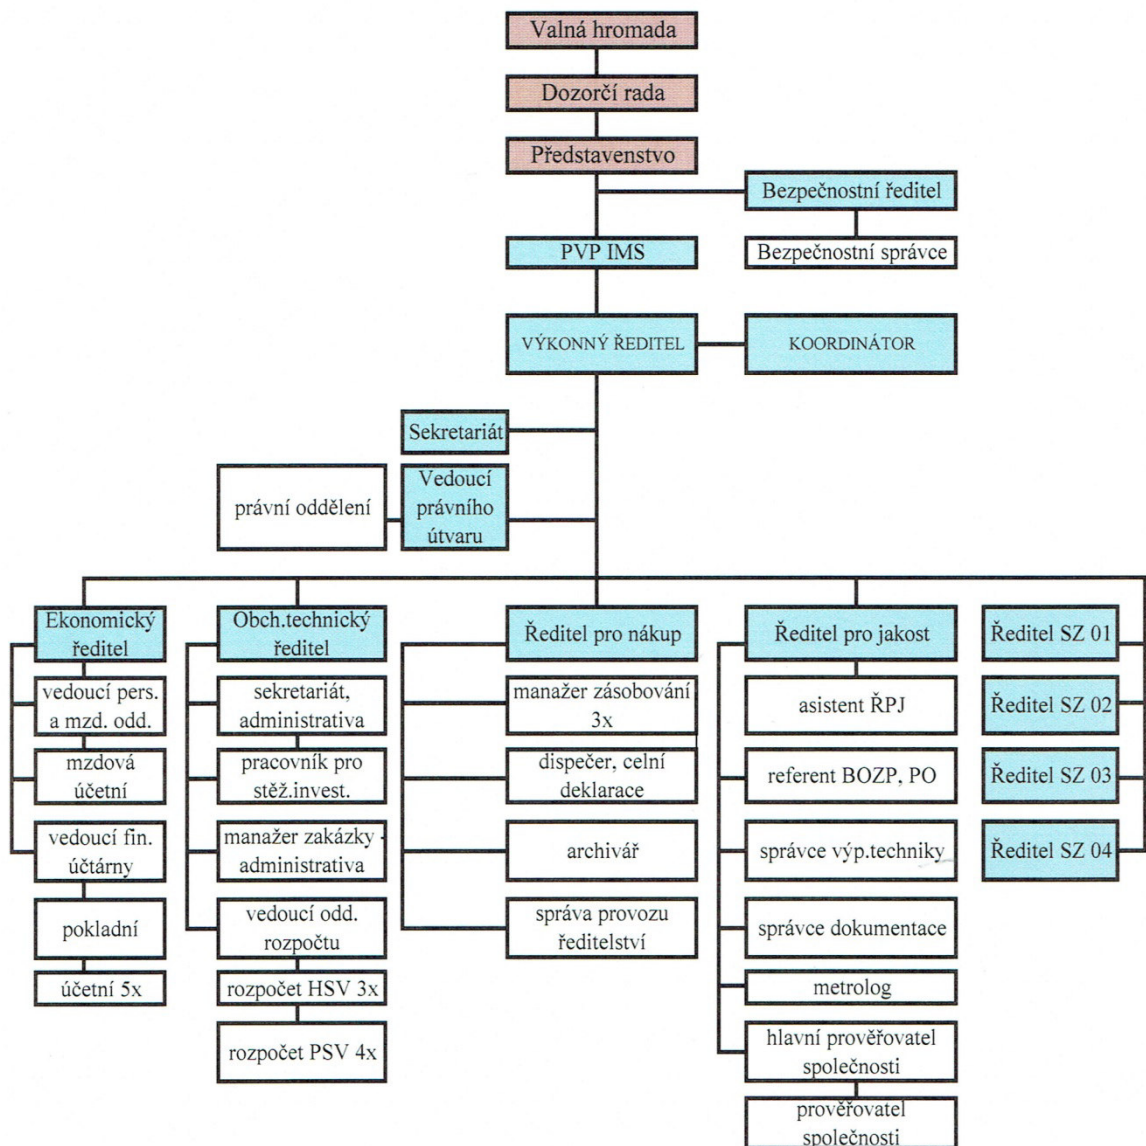 Valná hromada
Dozorčí rada
Představenstvo
Bezpečnostní ředitel
PVP IMS
Bezpečnostní správce
VÝKONNÝ ŘEDITEL
KOORDINÁTOR
Sekretariát
právní oddělení
Vedoucí
právního
útvaru
Ekonomický
ředitel
vedoucí pers.
a mzd. odd.
mzdová
účetní
vedoucí fin.
účtárny
pokladní
účetní 5x
Obch.technický
ředitel
sekretariát,
administrativa
pracovník pro
stěž.invest.
manažer zakázky -
administrativa
vedoucí odd.
rozpočtu
rozpočet HSV 3x
rozpočet PSV 4x
Ředitel pro nákup
manažer zásobování
3x
dispečer, celní
deklarace
archivář
správa provozu
ředitelství
Ředitel pro jakost
asistent ŘPJ
referent BOZP, PO
správce výp.techniky
správce dokumentace
metrolog
hlavní prověřovatel
společnosti
prověřovatel
společnosti
Ředitel SZ 01
Ředitel SZ 02
Ředitel SZ 03
Ředitel SZ 04